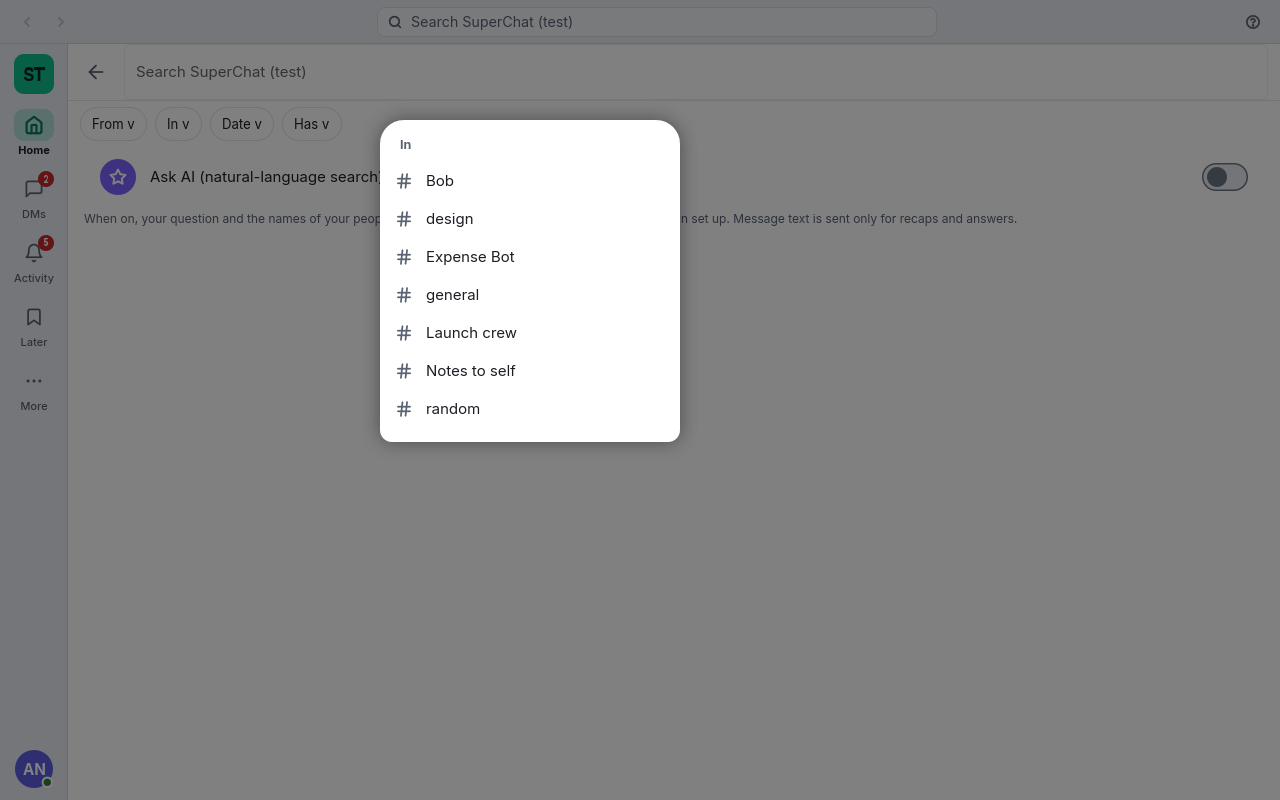 Search SuperChat (test)
ST
Search SuperChat (test)
From v
In v
Date v
Has v
Home
In
Ask AI (natural-language search)
# Bob
2
DMs
When on, your question and the names of your peop
n set up. Message text is sent only for recaps and answers.
# design
5
Activity
# Expense Bot
# general
Later
# Launch crew
# Notes to self
More
# random
AN